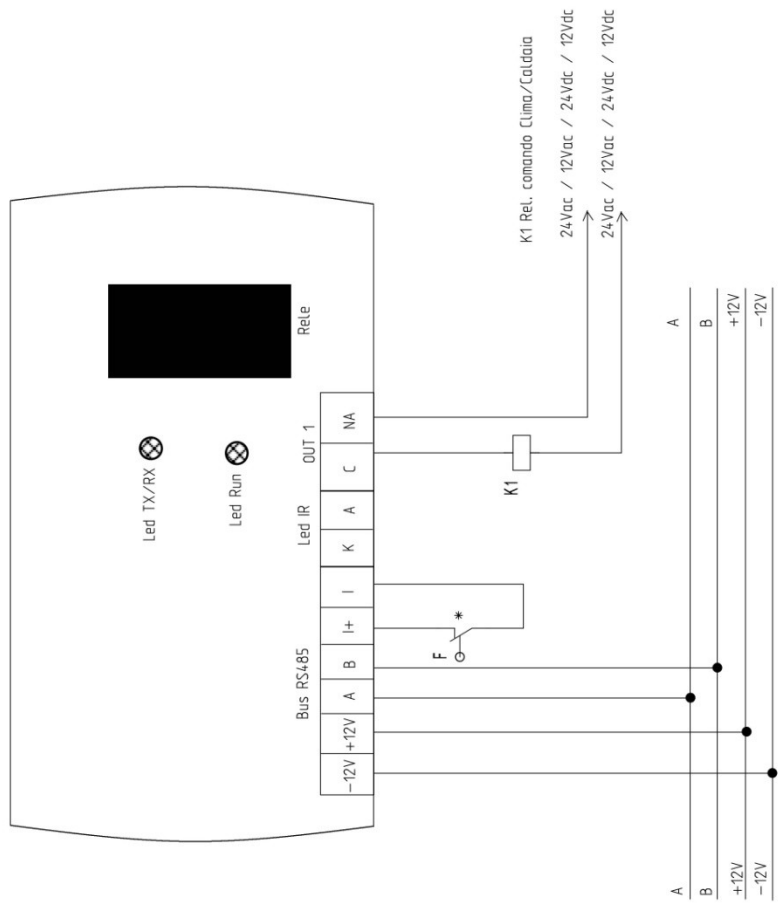 Led TX/RX
Led Run
Rele
Bus RS485
Led IR
OUT 1
-12V
+12V
A
B
I+
I
K
A
C
NA
F
*
K1
K1 Rel. comando Clima/Caldaia
24Vac / 12Vac / 24Vdc / 12Vdc
24Vac / 12Vac / 24Vdc / 12Vdc
A
B
+12V
-12V
A
B
+12V
-12V